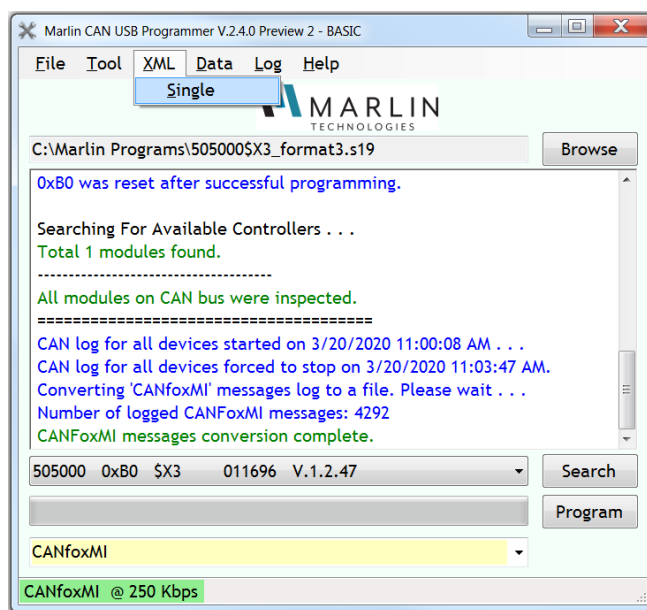 Marlin CAN USB Programmer V.2.4.0 Preview 2 - BASIC
File Tool XML Data Log Help
Single
MARLIN
TECHNOLOGIES
C:\Marlin Programs\505000$X3_format3.s19 Browse
0xB0 was reset after successful programming.
Searching For Available Controllers . . .
Total 1 modules found.
-------------------------------------
All modules on CAN bus were inspected.
======================================
CAN log for all devices started on 3/20/2020 11:00:08 AM . . .
CAN log for all devices forced to stop on 3/20/2020 11:03:47 AM.
Converting 'CANfoxMI' messages log to a file. Please wait . . .
Number of logged CANFoxMI messages: 4292
CANFoxMI messages conversion complete.
505000 0xB0 $X3 011696 V.1.2.47 Search
Program
CANfoxMI
CANfoxMI @ 250 Kbps